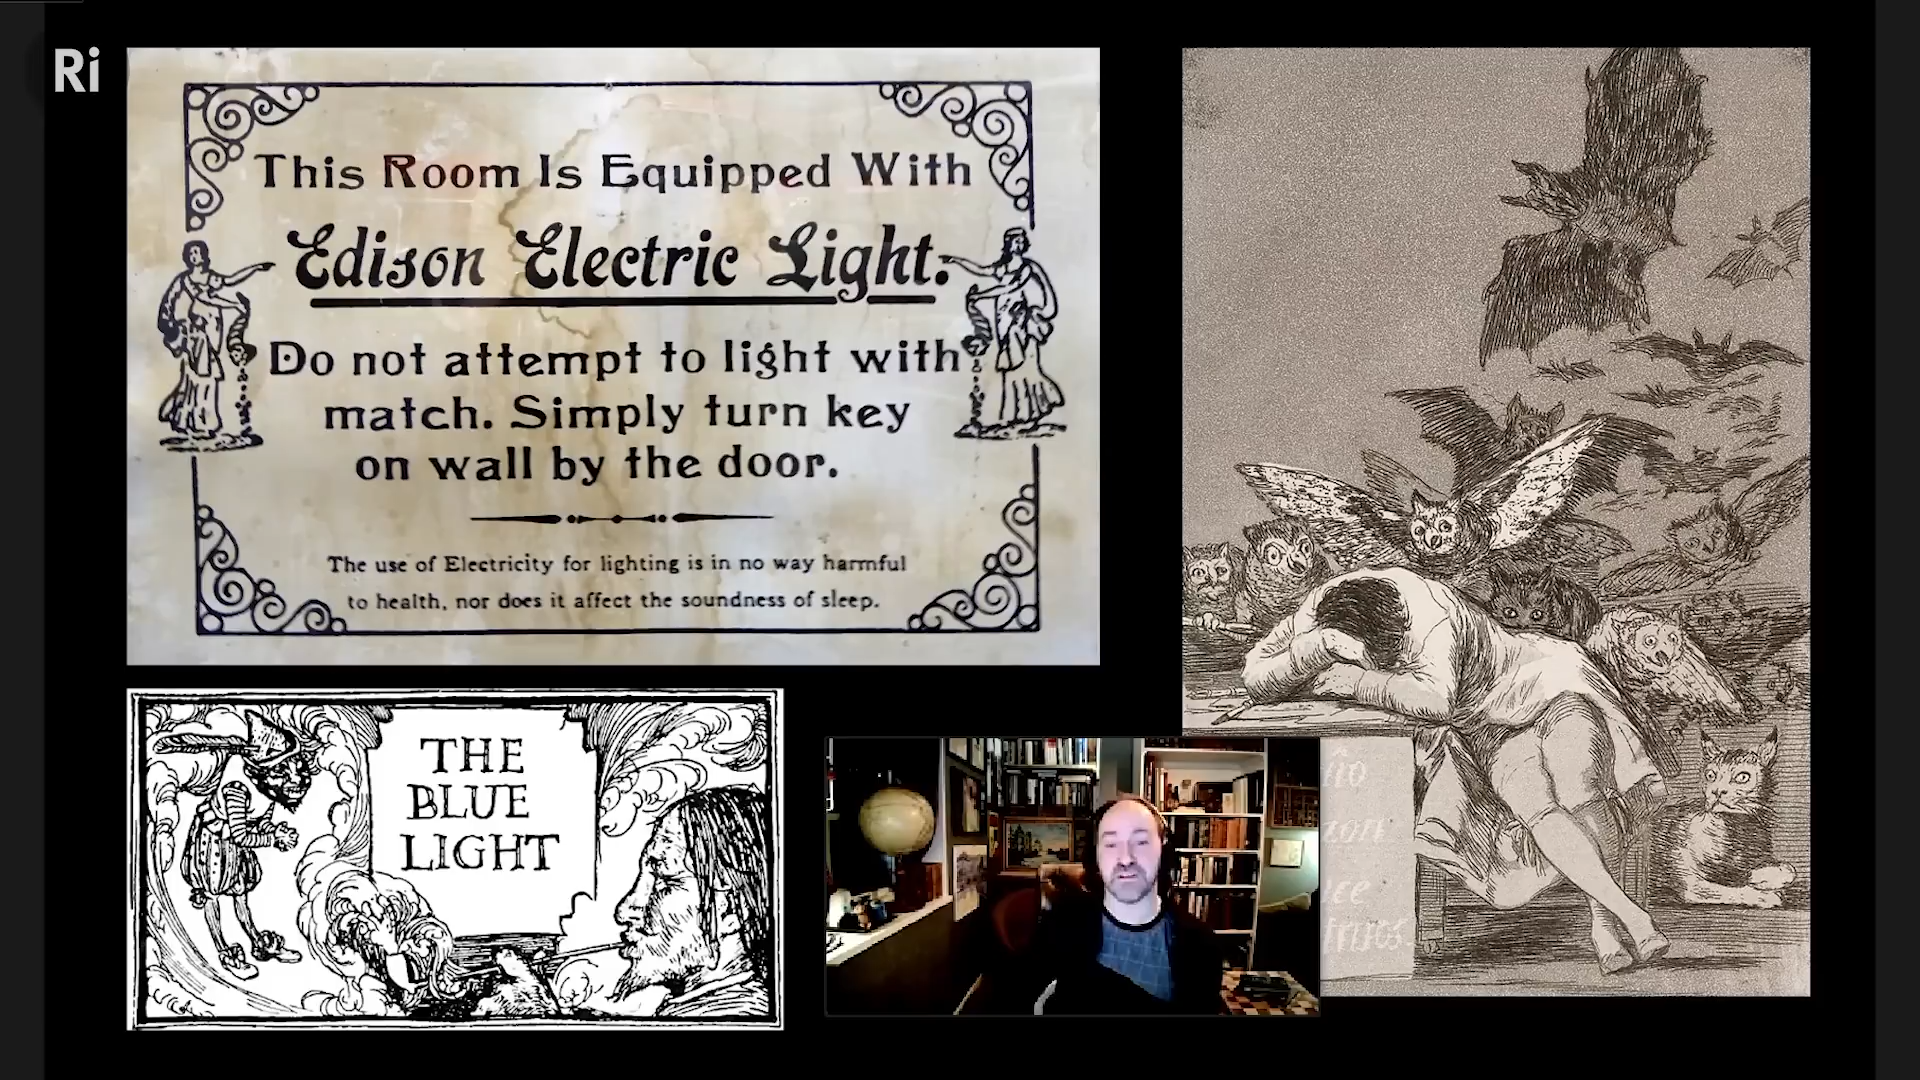 Ri
This Room Is Equipped With
Edison Electric Light.
Do not attempt to light with
match. Simply turn key
on wall by the door.
The use of Electricity for lighting is in no way harmful
to health, nor does it affect the soundness of sleep.
THE
BLUE
LIGHT